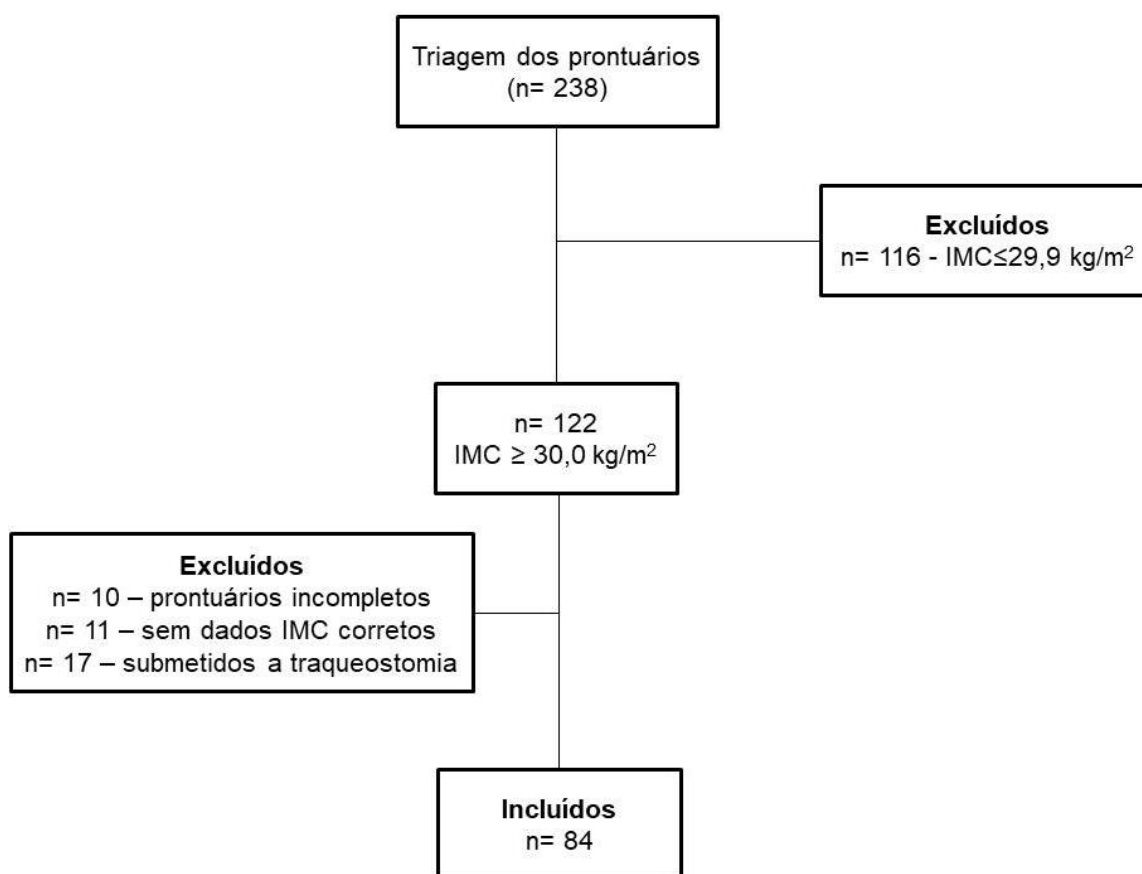 Triagem dos prontuários
(n= 238)
Excluídos
n= 116 - IMC≤29,9 kg/m²
n= 122
IMC ≥ 30,0 kg/m²
Excluídos
n= 10 – prontuários incompletos
n= 11 – sem dados IMC corretos
n= 17 – submetidos a traqueostomia
Incluídos
n= 84